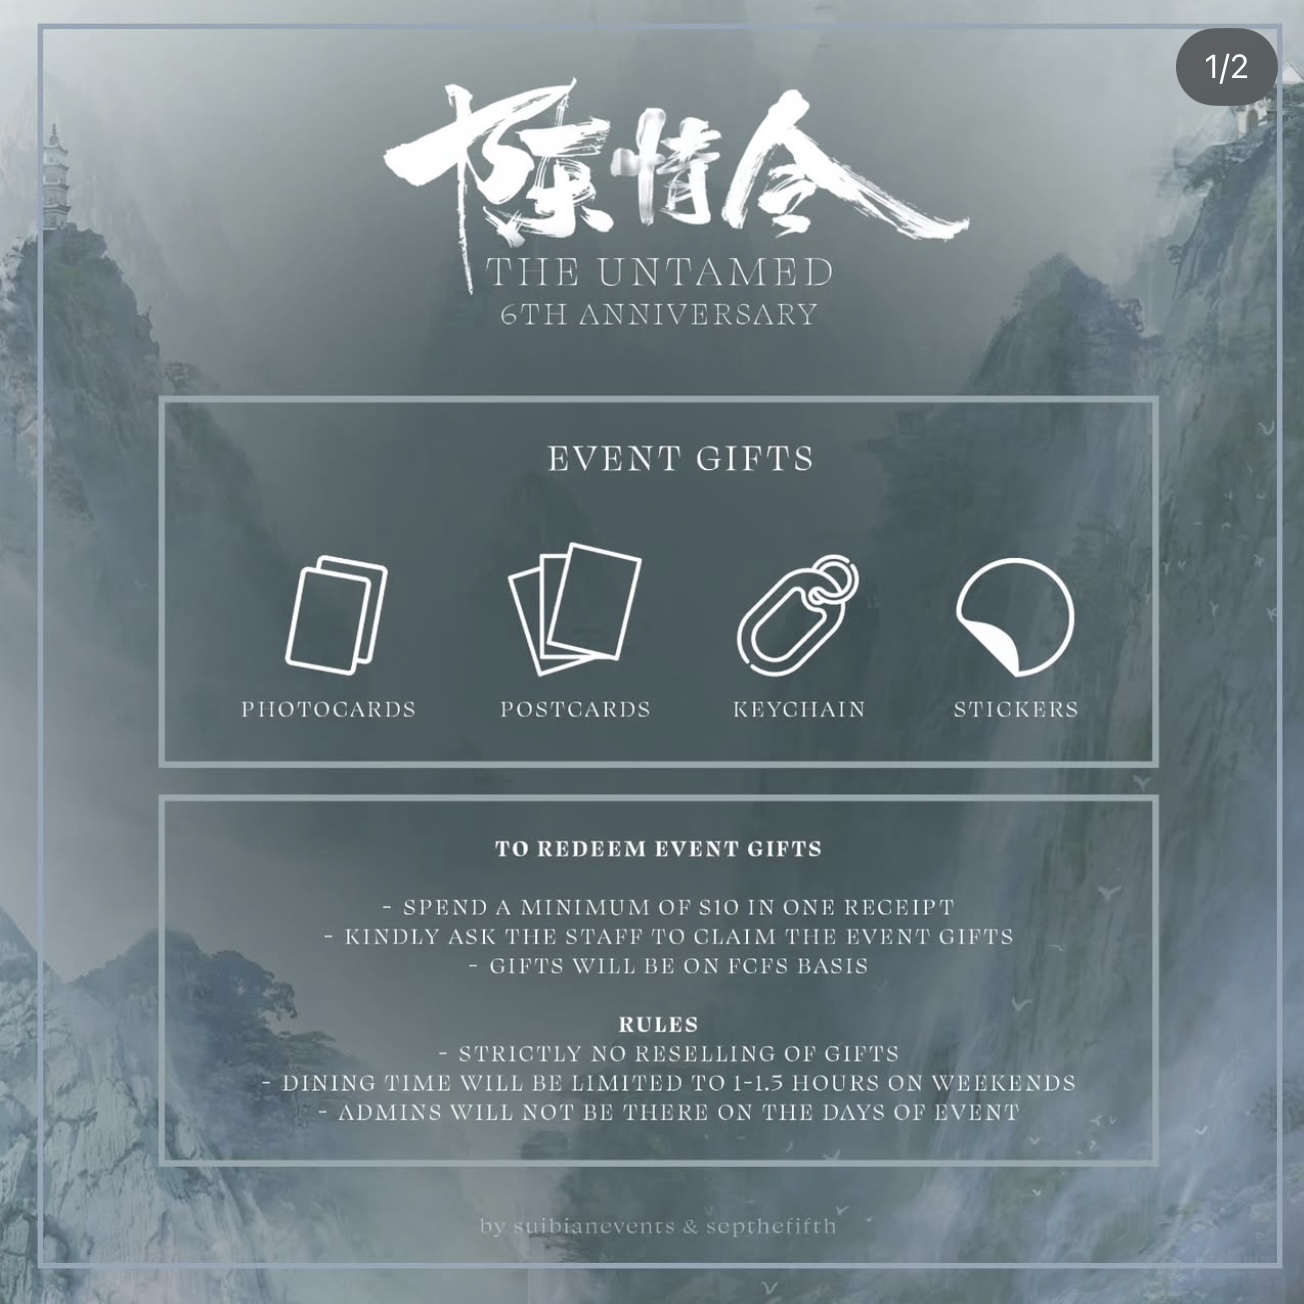 1/2
陳情令
THE UNTAMED
6TH ANNIVERSARY
EVENT GIFTS
PHOTOCARDS
POSTCARDS
KEYCHAIN
STICKERS
TO REDEEM EVENT GIFTS
- SPEND A MINIMUM OF $10 IN ONE RECEIPT
- KINDLY ASK THE STAFF TO CLAIM THE EVENT GIFTS
- GIFTS WILL BE ON FCFS BASIS
RULES
- STRICTLY NO RESELLING OF GIFTS
- DINING TIME WILL BE LIMITED TO 1-1.5 HOURS ON WEEKENDS
- ADMINS WILL NOT BE THERE ON THE DAYS OF EVENT
by suibianevents & septhefifth